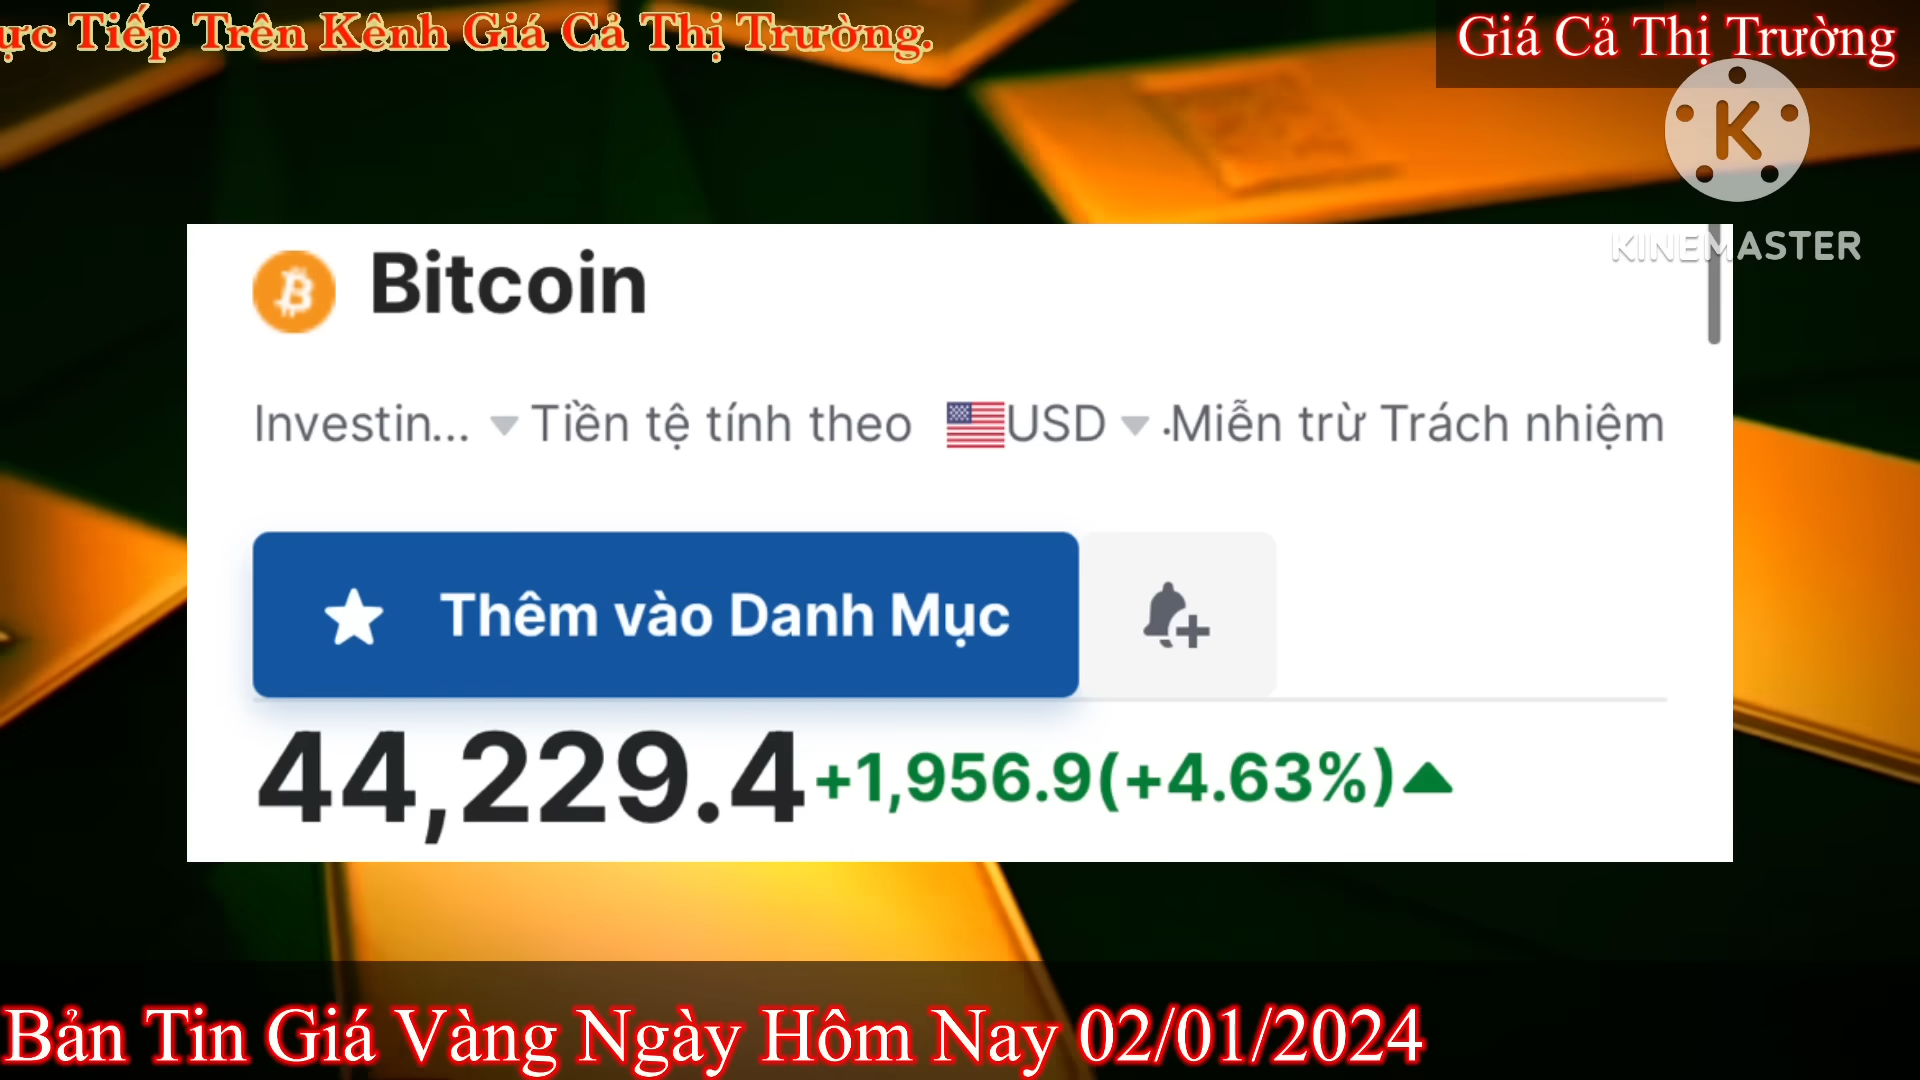 Tiếp Trên Kênh Giá Cả Thị Trường.
Giá Cả Thị Trường
K
KINEMASTER
Bitcoin
Investin... Tiền tệ tính theo USD .Miễn trừ Trách nhiệm
Thêm vào Danh Mục
44,229.4 +1,956.9(+4.63%)
Bản Tin Giá Vàng Ngày Hôm Nay 02/01/2024